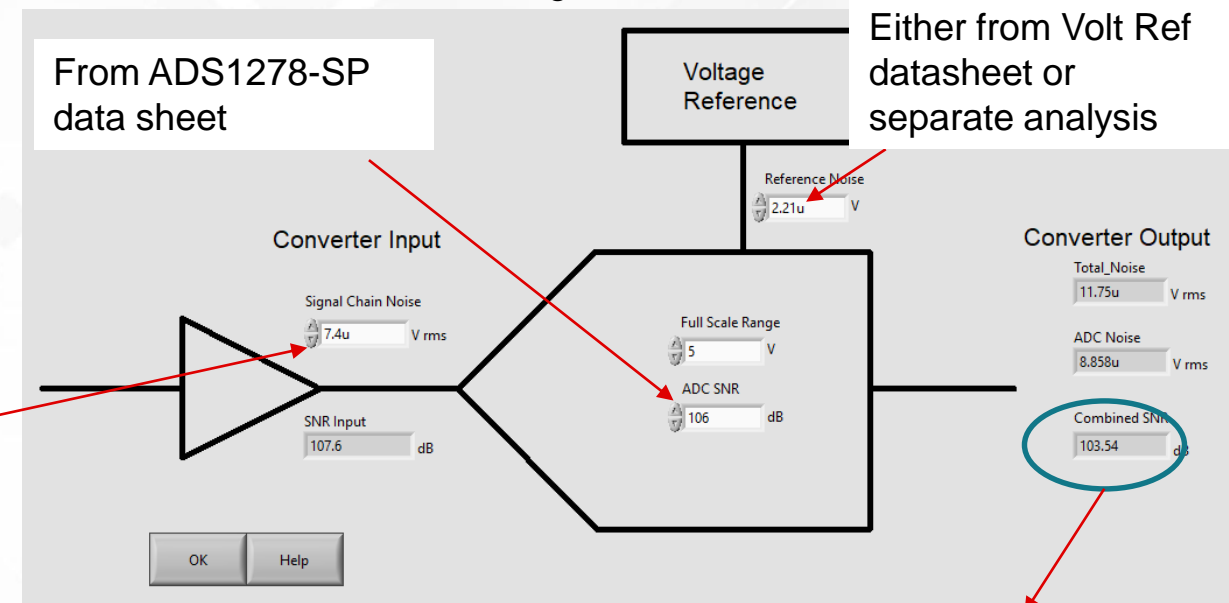 From ADS1278-SP
data sheet
Voltage
Reference
Either from Volt Ref
datasheet or
separate analysis
Reference Noise
2.21u V
Converter Input
Converter Output
Signal Chain Noise
7.4u V rms
SNR Input
107.6 dB
Full Scale Range
5 V
ADC SNR
106 dB
Total_Noise
11.75u V rms
ADC Noise
8.858u V rms
Combined SNR
103.54 dB
OK Help